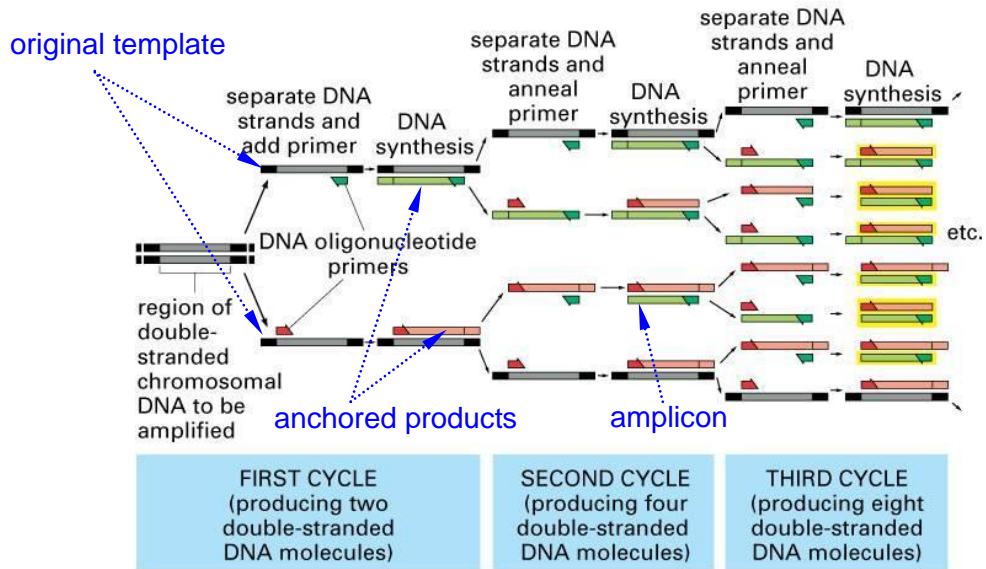 original template
separate DNA
strands and
add primer
DNA
synthesis
separate DNA
strands and
anneal
primer
DNA
synthesis
separate DNA
strands and
anneal
primer
DNA
synthesis
DNA oligonucleotide
primers
region of
double-
stranded
chromosomal
DNA to be
amplified
anchored products
amplicon
etc.
FIRST CYCLE
(producing two
double-stranded
DNA molecules)
SECOND CYCLE
(producing four
double-stranded
DNA molecules)
THIRD CYCLE
(producing eight
double-stranded
DNA molecules)